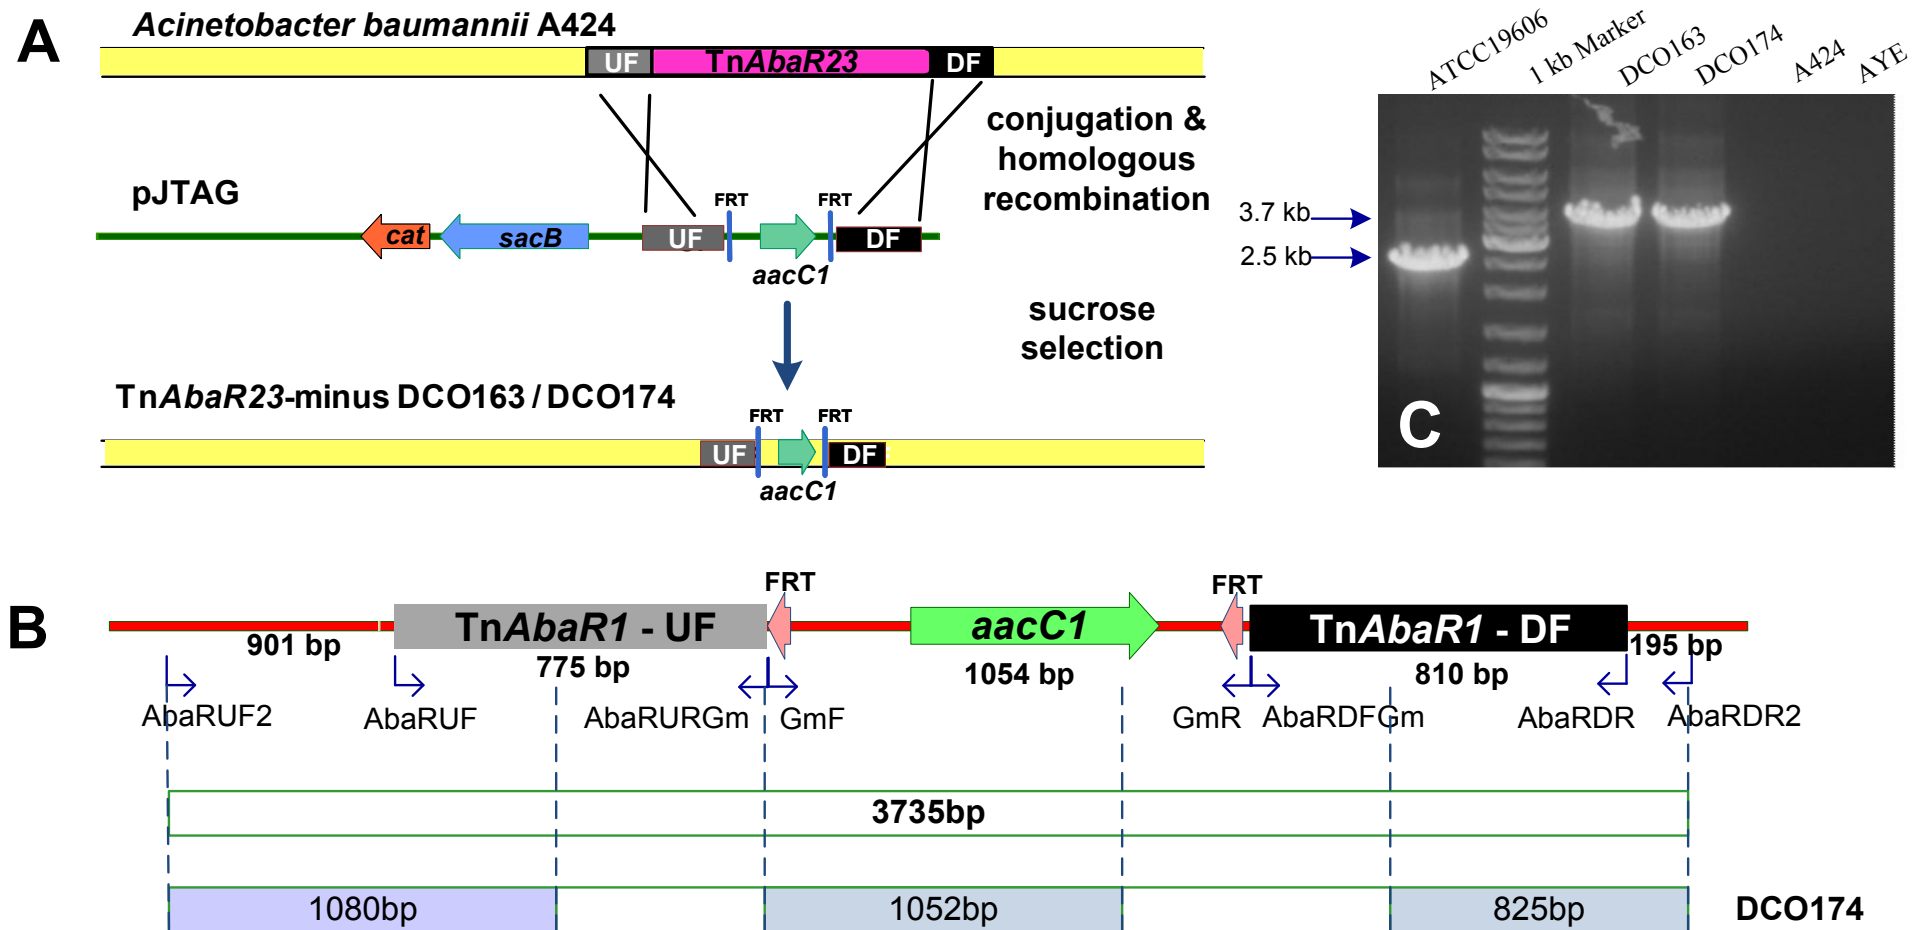 A
Acinetobacter baumannii A424
UF
TnAbaR23
DF
conjugation &
homologous
recombination
pJTAG
FRT
FRT
cat
sacB
UF
DF
aacC1
sucrose
selection
TnAbaR23-minus DCO163 / DCO174
FRT
FRT
UF
DF
aacC1
ATCC19606
1 kb Marker
DCO163
DCO174
A424
AYE
3.7 kb
2.5 kb
C
B
FRT
FRT
TnAbaR1 - UF
aacC1
TnAbaR1 - DF
901 bp
775 bp
1054 bp
810 bp
195 bp
AbaRUF2
AbaRUF
AbaRURGm
GmF
GmR
AbaRDFGm
AbaRDR
AbaRDR2
3735bp
1080bp
1052bp
825bp
DCO174